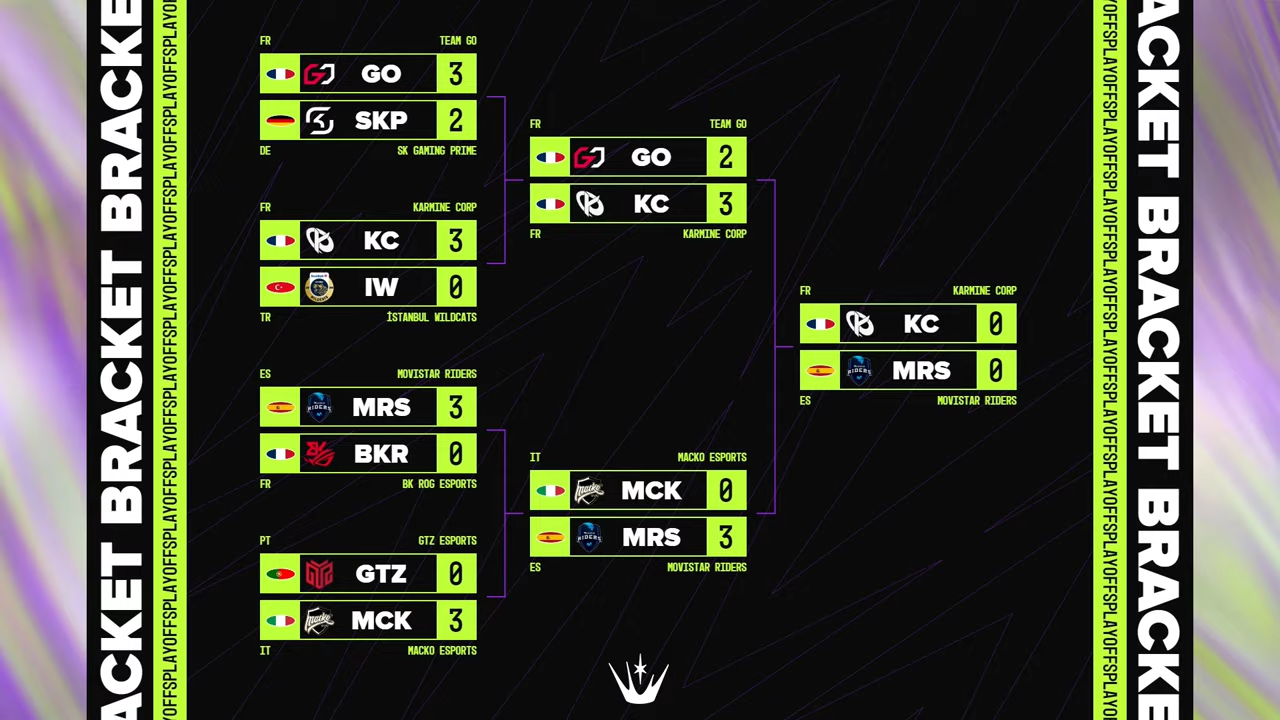 BRACKET BRACKET
PLAYOFFSPLAYOFFSPLAYOFFSPLAYOFFS
FR TEAM GO
GO 3
SKP 2
DE SK GAMING PRIME
FR KARMINE CORP
KC 3
IW 0
TR İSTANBUL WILDCATS
ES MOVISTAR RIDERS
MRS 3
BKR 0
FR BK ROG ESPORTS
PT GTZ ESPORTS
GTZ 0
MCK 3
IT MACKO ESPORTS
FR TEAM GO
GO 2
KC 3
FR KARMINE CORP
IT MACKO ESPORTS
MCK 0
MRS 3
ES MOVISTAR RIDERS
FR KARMINE CORP
KC 0
MRS 0
ES MOVISTAR RIDERS
PLAYOFFSPLAYOFFSPLAYOFFSPLAYOFFS
BRACKET BRACKET